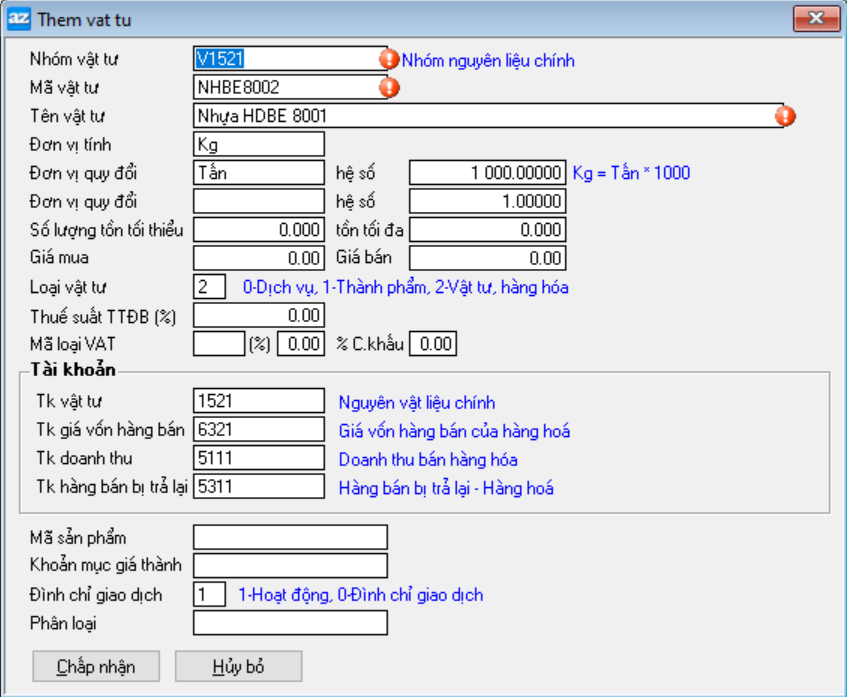 az Them vat tu
Nhóm vật tư V1521 Nhóm nguyên liệu chính
Mã vật tư NHBE8002
Tên vật tư Nhựa HDBE 8001
Đơn vị tính Kg
Đơn vị quy đổi Tấn hệ số 1 000.00000 Kg = Tấn * 1000
Đơn vị quy đổi hệ số 1.00000
Số lượng tồn tối thiểu 0.000 tồn tối đa 0.000
Giá mua 0.00 Giá bán 0.00
Loại vật tư 2 0-Dịch vụ, 1-Thành phẩm, 2-Vật tư, hàng hóa
Thuế suất TTĐB (%) 0.00
Mã loại VAT (%) 0.00 % C.khấu 0.00
Tài khoản
Tk vật tư 1521 Nguyên vật liệu chính
Tk giá vốn hàng bán 6321 Giá vốn hàng bán của hàng hoá
Tk doanh thu 5111 Doanh thu bán hàng hóa
Tk hàng bán bị trả lại 5311 Hàng bán bị trả lại - Hàng hoá
Mã sản phẩm
Khoản mục giá thành
Đình chỉ giao dịch 1 1-Hoạt động, 0-Đình chỉ giao dịch
Phân loại
Chấp nhận Hủy bỏ